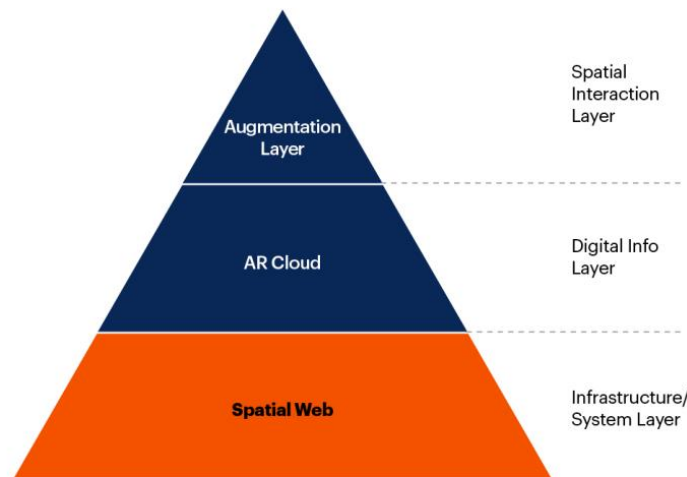 Augmentation
Layer
Spatial
Interaction
Layer
AR Cloud
Digital Info
Layer
Spatial Web
Infrastructure/
System Layer